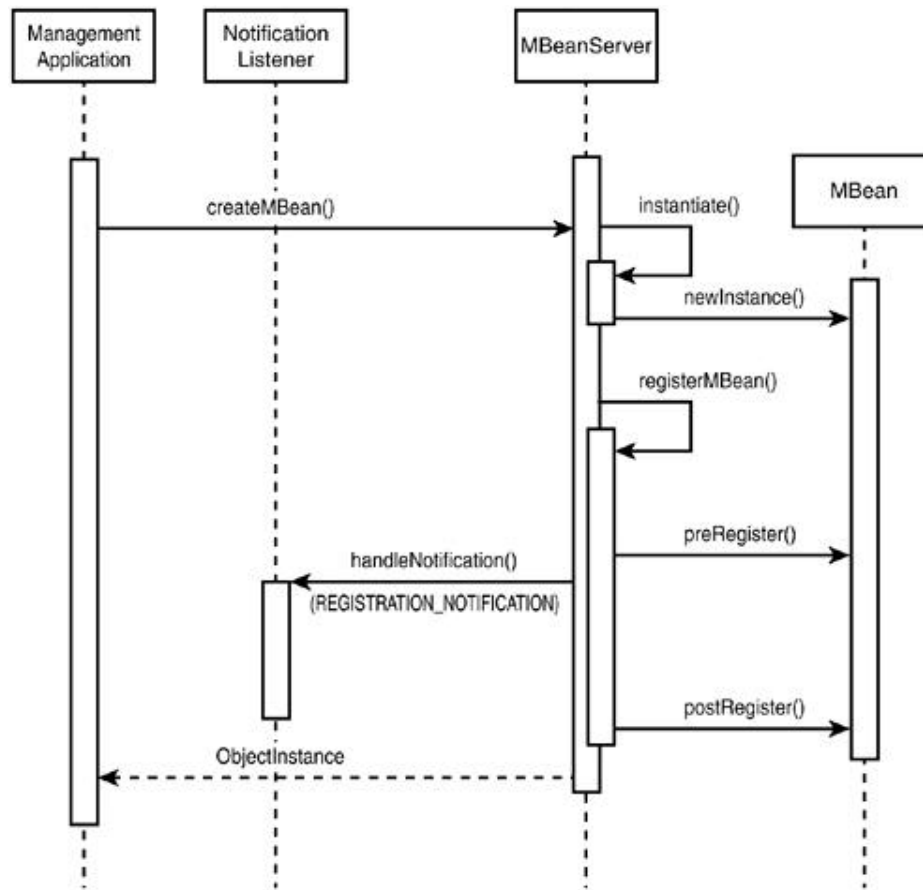 Management
Application
Notification
Listener
MBeanServer
MBean
createMBean()
instantiate()
newInstance()
registerMBean()
preRegister()
handleNotification()
(REGISTRATION_NOTIFICATION)
postRegister()
ObjectInstance